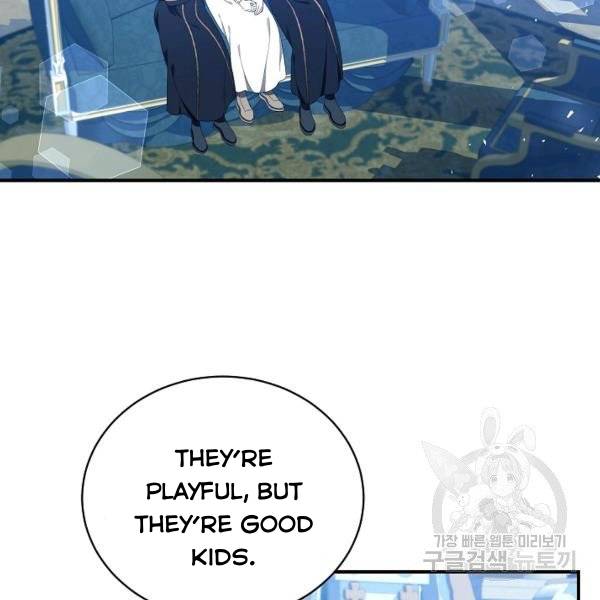 THEY'RE
PLAYFUL, BUT
THEY'RE GOOD
KIDS.
가장 빠른 웹툰 미리보기
구글검색 뉴토끼